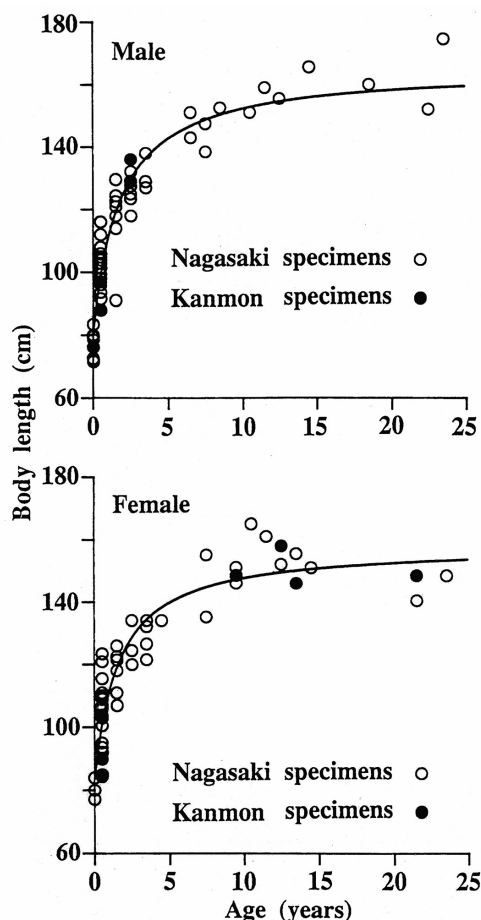 180
Male
140
100
Nagasaki specimens
Kanmon specimens
60
0 5 10 15 20 25
Body length (cm)
180
Female
140
100
Nagasaki specimens
Kanmon specimens
60
0 5 10 15 20 25
Age (years)